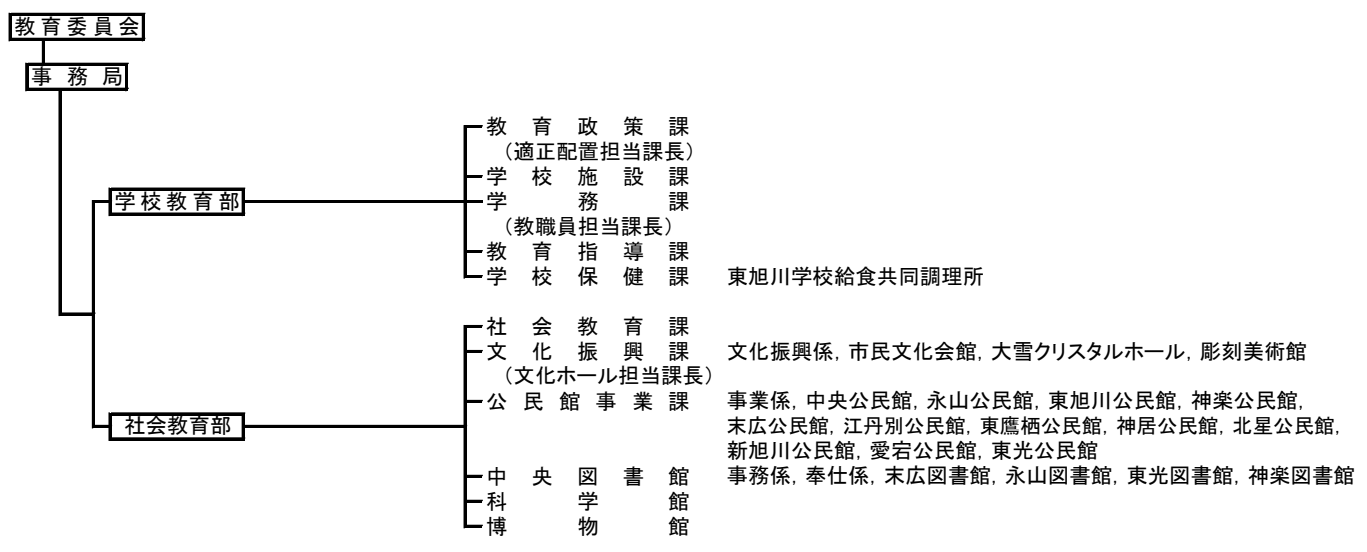 教育委員会
事務局
教育政策課
（適正配置担当課長）
学校施設課
学校教育部 学務課
（教職員担当課長）
教育指導課
学校保健課 東旭川学校給食共同調理所
社会教育課
文化振興課 文化振興係, 市民文化会館, 大雪クリスタルホール, 彫刻美術館
（文化ホール担当課長）
公民館事業課 事業係, 中央公民館, 永山公民館, 東旭川公民館, 神楽公民館,
社会教育部 末広公民館, 江丹別公民館, 東鷹栖公民館, 神居公民館, 北星公民館,
新旭川公民館, 愛宕公民館, 東光公民館
中央図書館 事務係, 奉仕係, 末広図書館, 永山図書館, 東光図書館, 神楽図書館
科学館
博物館